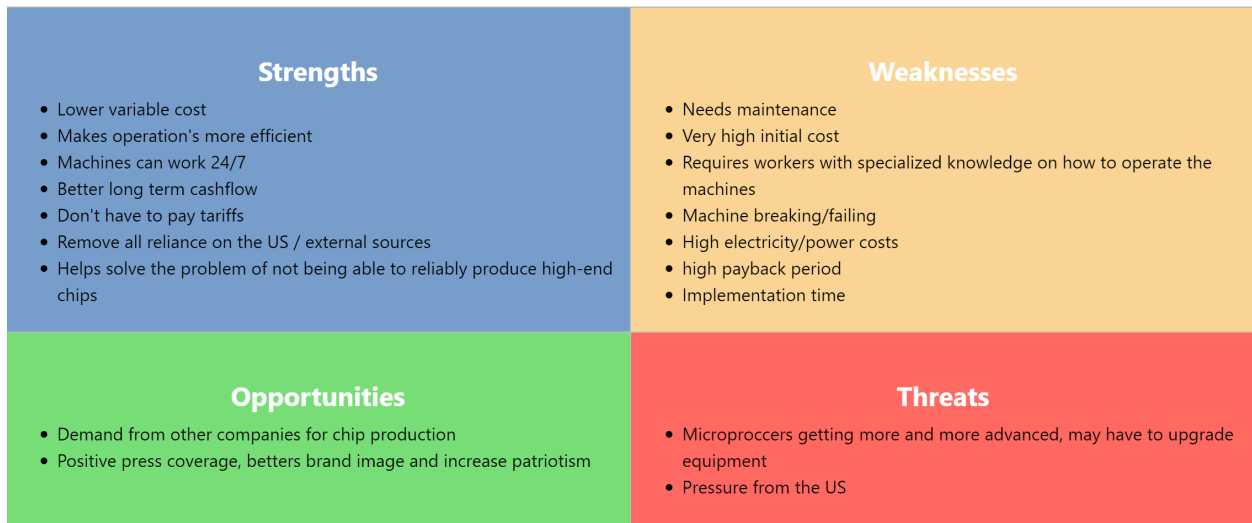 Strengths
• Lower variable cost
• Makes operation's more efficient
• Machines can work 24/7
• Better long term cashflow
• Don't have to pay tariffs
• Remove all reliance on the US / external sources
• Helps solve the problem of not being able to reliably produce high-end
chips
Weaknesses
• Needs maintenance
• Very high initial cost
• Requires workers with specialized knowledge on how to operate the
machines
• Machine breaking/failing
• High electricity/power costs
• high payback period
• Implementation time
Opportunities
• Demand from other companies for chip production
• Positive press coverage, betters brand image and increase patriotism
Threats
• Microproccers getting more and more advanced, may have to upgrade
equipment
• Pressure from the US